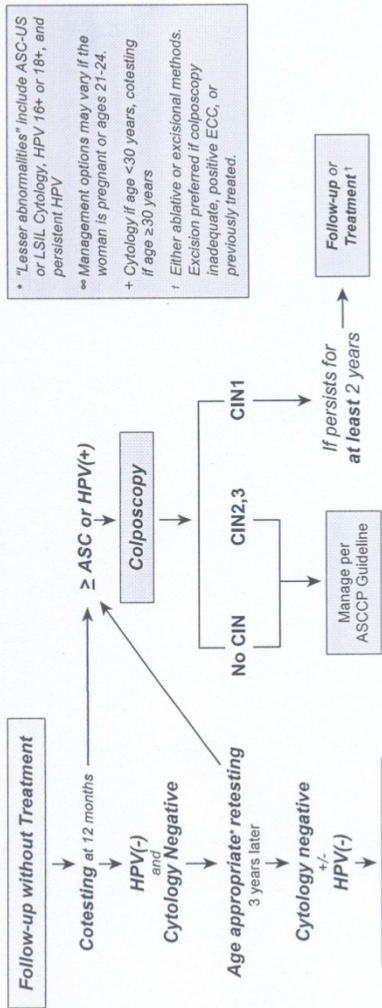 Follow-up without Treatment
Cotesting at 12 months
HPV(-)
and
Cytology Negative
Age appropriate⁺ retesting
3 years later
Cytology negative
+/-
HPV(-)
≥ ASC or HPV(+)
Colposcopy
No CIN
CIN2,3
CIN1
Manage per
ASCCP Guideline
If persists for
at least 2 years
Follow-up or
Treatment †
* "Lesser abnormalities" include ASC-US
or LSIL Cytology, HPV 16+ or 18+, and
persistent HPV
∞ Management options may vary if the
woman is pregnant or ages 21-24.
+ Cytology if age <30 years, cotesting
if age ≥30 years
† Either ablative or excisional methods.
Excision preferred if colposcopy
inadequate, positive ECC, or
previously treated.